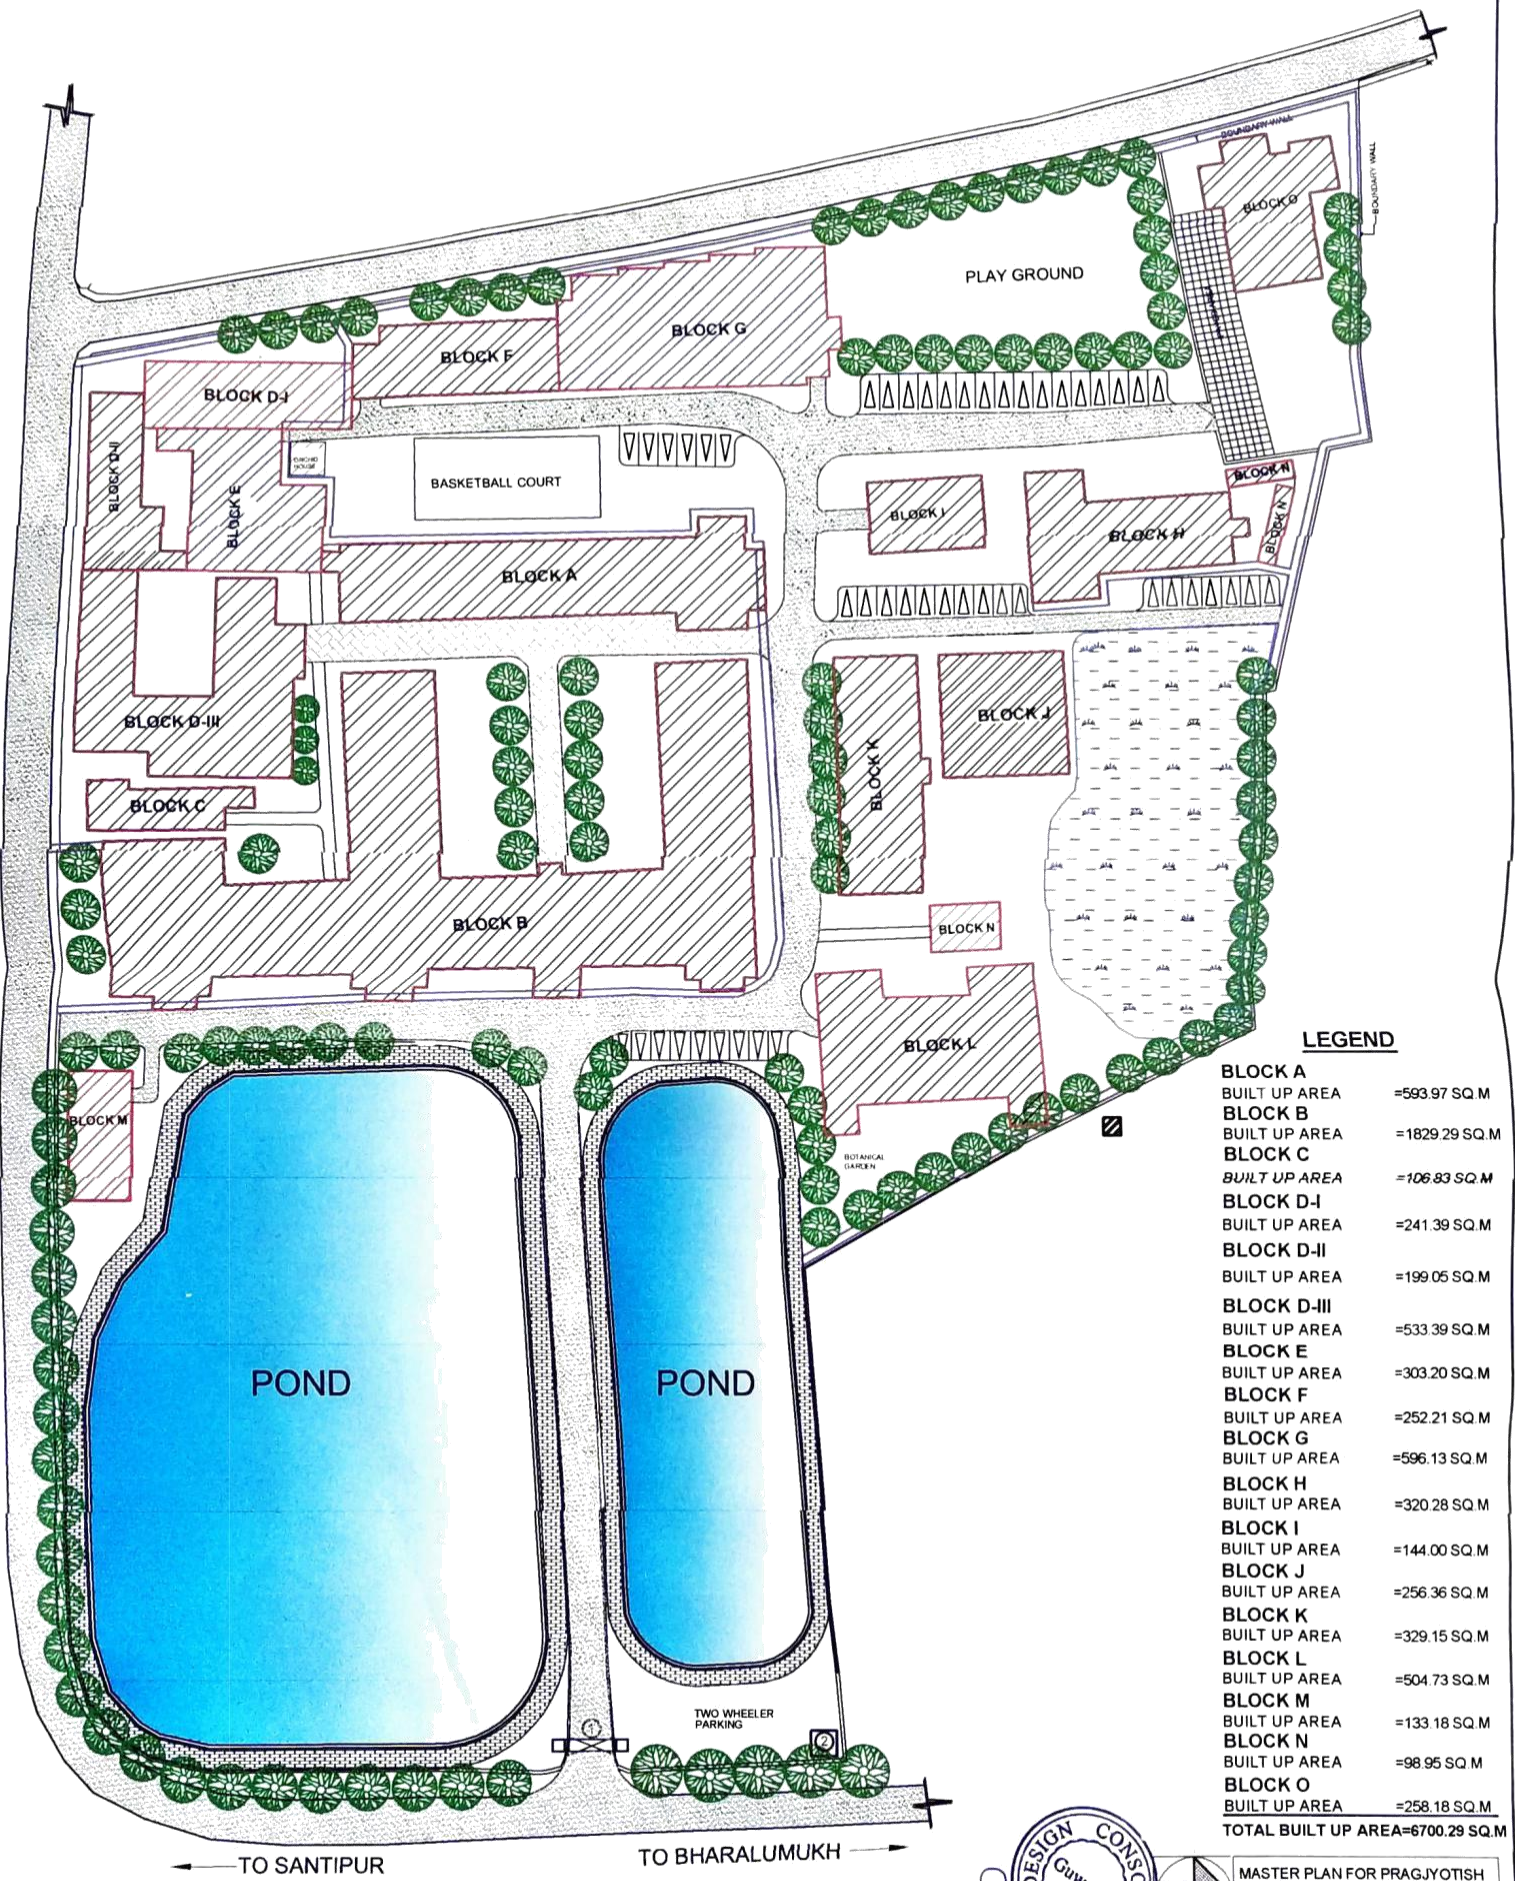 BOUNDARY WALL
BOUNDARY WALL
BLOCK O
PLAY GROUND
BLOCK G
BLOCK F
BLOCK D-I
BLOCK D-II
BLOCK E
ORCHID
HOUSE
BASKETBALL COURT
BLOCK I
BLOCK H
BLOCK N
BLOCK N
BLOCK A
BLOCK D-III
BLOCK C
BLOCK K
BLOCK J
BLOCK B
BLOCK N
BLOCK L
BLOCK M
BOTANICAL
GARDEN
POND
POND
TWO WHEELER
PARKING
1
2
TO SANTIPUR
TO BHARALUMUKH
LEGEND
BLOCK A
BUILT UP AREA =593.97 SQ.M
BLOCK B
BUILT UP AREA =1829.29 SQ.M
BLOCK C
BUILT UP AREA =106.83 SQ.M
BLOCK D-I
BUILT UP AREA =241.39 SQ.M
BLOCK D-II
BUILT UP AREA =199.05 SQ.M
BLOCK D-III
BUILT UP AREA =533.39 SQ.M
BLOCK E
BUILT UP AREA =303.20 SQ.M
BLOCK F
BUILT UP AREA =252.21 SQ.M
BLOCK G
BUILT UP AREA =596.13 SQ.M
BLOCK H
BUILT UP AREA =320.28 SQ.M
BLOCK I
BUILT UP AREA =144.00 SQ.M
BLOCK J
BUILT UP AREA =256.36 SQ.M
BLOCK K
BUILT UP AREA =329.15 SQ.M
BLOCK L
BUILT UP AREA =504.73 SQ.M
BLOCK M
BUILT UP AREA =133.18 SQ.M
BLOCK N
BUILT UP AREA =98.95 SQ.M
BLOCK O
BUILT UP AREA =258.18 SQ.M
TOTAL BUILT UP AREA=6700.29 SQ.M
DESIGN CONSO
MASTER PLAN FOR PRAGJYOTISH